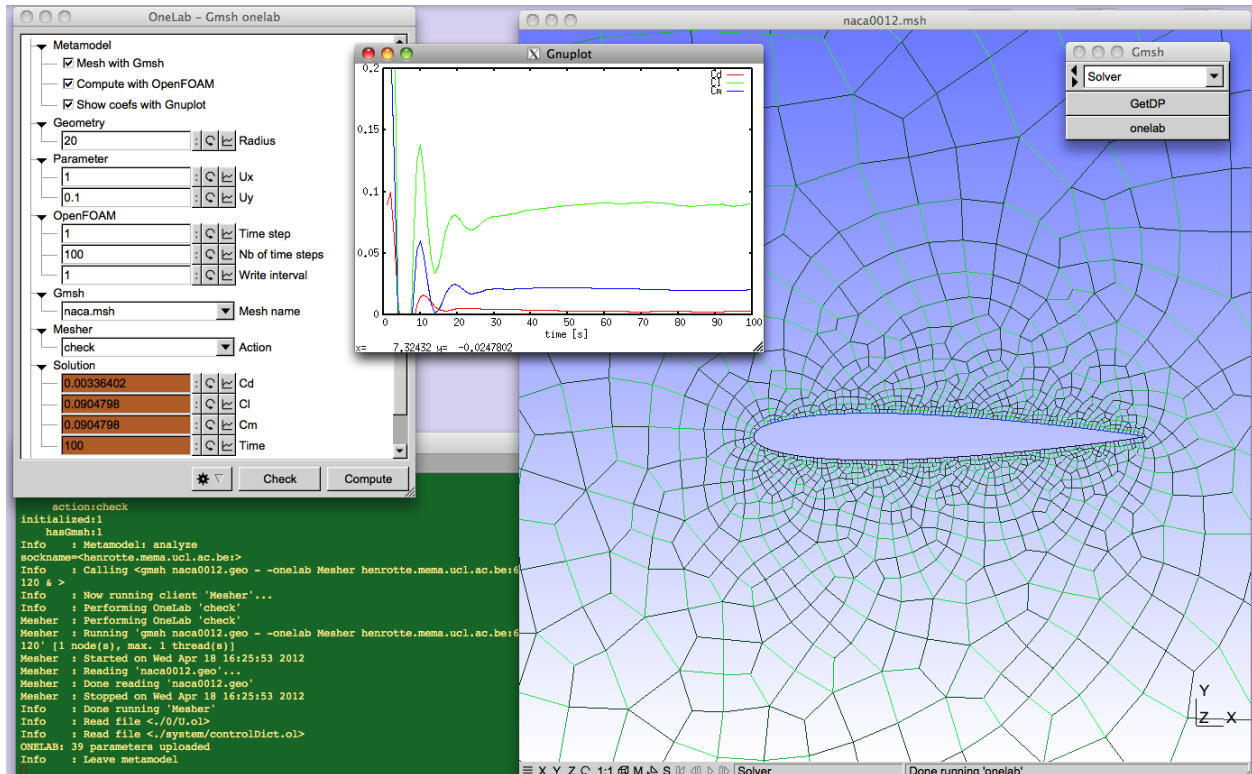 OneLab - Gmsh onelab
Metamodel
Mesh with Gmsh
Compute with OpenFOAM
Show coefs with Gnuplot
Geometry
20 Radius
Parameter
1 Ux
0.1 Uy
OpenFOAM
1 Time step
100 Nb of time steps
1 Write interval
Gmsh
naca.msh Mesh name
Mesher
check Action
Solution
0.00336402 Cd
0.0904798 Cl
0.0904798 Cm
100 Time
Check Compute
action:check
initialized:1
hasGmsh:1
Info : Metamodel: analyze
sockname=<henrotte.mema.ucl.ac.be:>
Info : Calling <gmsh naca0012.geo - -onelab Mesher henrotte.mema.ucl.ac.be:6
120 & >
Info : Now running client 'Mesher'...
Info : Performing OneLab 'check'
Mesher : Performing OneLab 'check'
Mesher : Running 'gmsh naca0012.geo - -onelab Mesher henrotte.mema.ucl.ac.be:6
120' [1 node(s), max. 1 thread(s)]
Mesher : Started on Wed Apr 18 16:25:53 2012
Mesher : Reading 'naca0012.geo'...
Mesher : Done reading 'naca0012.geo'
Mesher : Stopped on Wed Apr 18 16:25:53 2012
Info : Done running 'Mesher'
Info : Read file <./0/U.ol>
Info : Read file <./system/controlDict.ol>
ONELAB: 39 parameters uploaded
Info : Leave metamodel
Gnuplot
Cd
Cl
Cm
0.2
0.15
0.1
0.05
0
0 10 20 30 40 50 60 70 80 90 100
time [s]
x= 7.32432 y= -0.0247802
naca0012.msh
Gmsh
Solver
GetDP
onelab
Y
Z X
X Y Z 1:1 M S Solver Done running 'onelab'